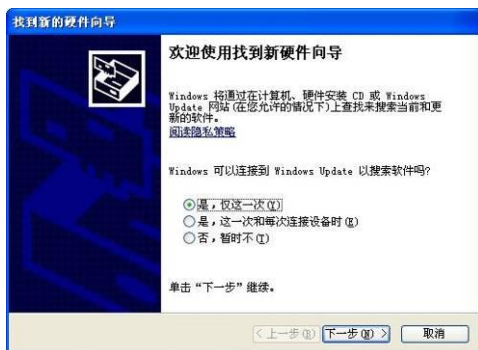 找到新的硬件向导
欢迎使用找到新硬件向导
Windows 将通过在计算机、硬件安装 CD 或 Windows
Update 网站(在您允许的情况下)上查找来搜索当前和更
新的软件。
阅读隐私策略
Windows 可以连接到 Windows Update 以搜索软件吗?
是，仅这一次(Y)
是，这一次和每次连接设备时(E)
否，暂时不(T)
单击“下一步”继续。
< 上一步(B) 下一步(N) > 取消